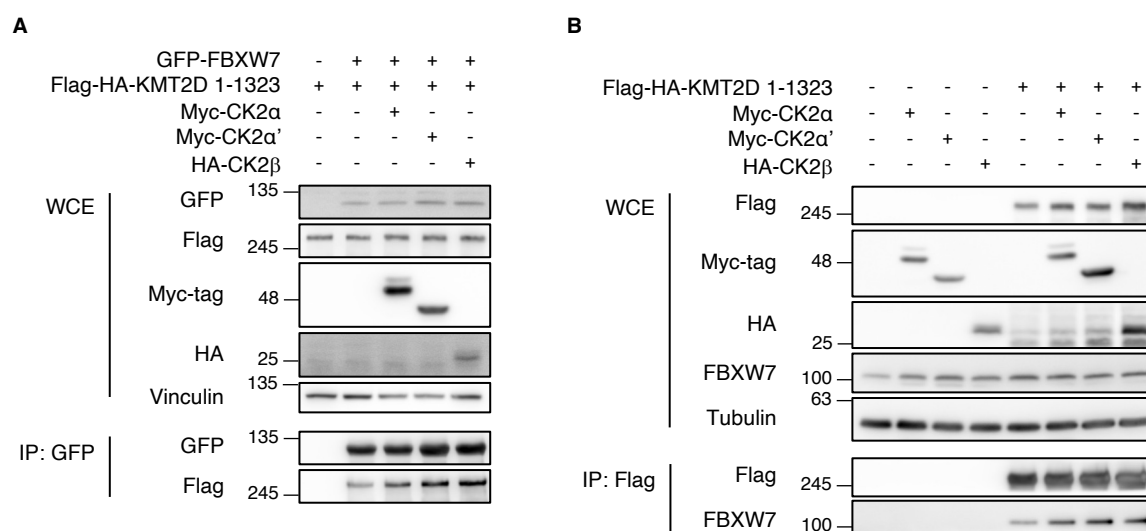 A
GFP-FBXW7 - + + + +
Flag-HA-KMT2D 1-1323 + + + + +
Myc-CK2α - - + - -
Myc-CK2α’ - - - + -
HA-CK2β - - - - +
WCE
GFP 135
Flag 245
Myc-tag 48
HA 25
Vinculin 135
IP: GFP
GFP 135
Flag 245
B
Flag-HA-KMT2D 1-1323 - - - - + + + +
Myc-CK2α - + - - - + - -
Myc-CK2α’ - - + - - - + -
HA-CK2β - - - + - - - +
WCE
Flag 245
Myc-tag 48
HA 25
FBXW7 100
Tubulin 63
IP: Flag
Flag 245
FBXW7 100